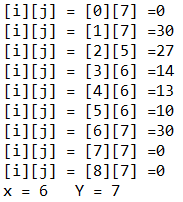 [i][j] = [0][7] =0
[i][j] = [1][7] =30
[i][j] = [2][5] =27
[i][j] = [3][6] =14
[i][j] = [4][6] =13
[i][j] = [5][6] =10
[i][j] = [6][7] =30
[i][j] = [7][7] =0
[i][j] = [8][7] =0
x = 6   Y = 7